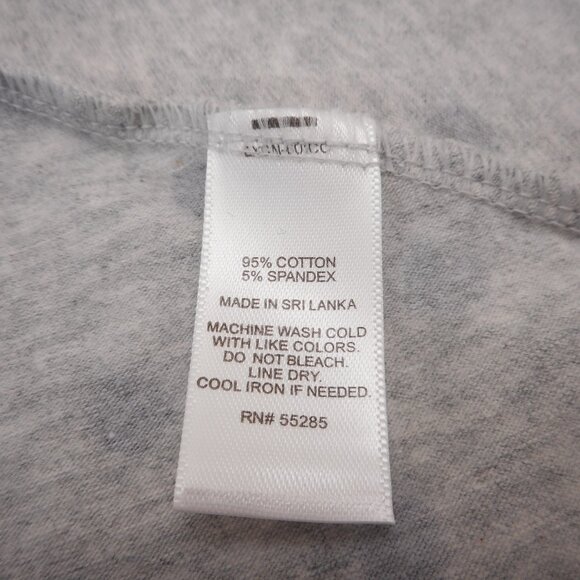 95% COTTON
5% SPANDEX
MADE IN SRI LANKA
MACHINE WASH COLD
WITH LIKE COLORS.
DO NOT BLEACH.
LINE DRY.
COOL IRON IF NEEDED.
RN# 55285